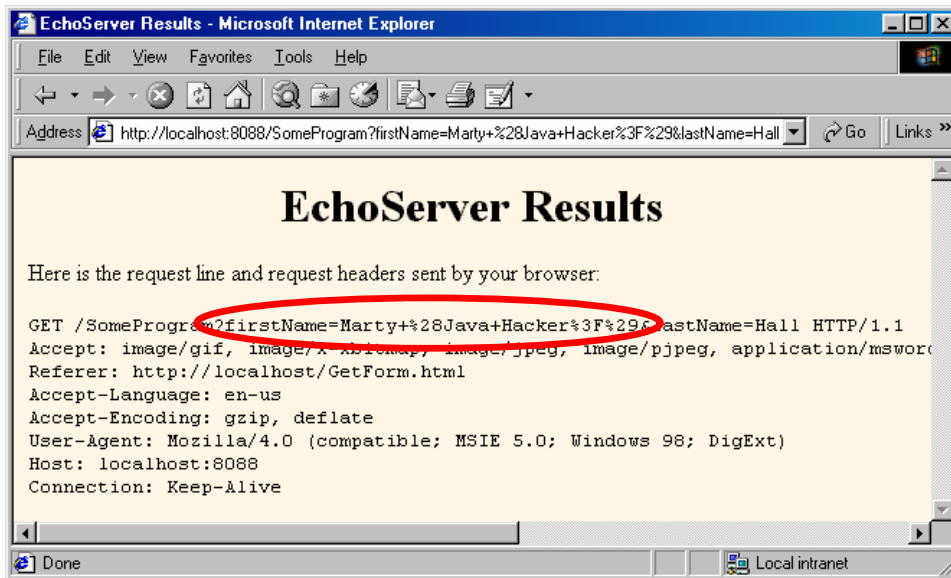 EchoServer Results - Microsoft Internet Explorer
File Edit View Favorites Tools Help
Address http://localhost:8088/SomeProgram?firstName=Marty+%28Java+Hacker%3F%29&lastName=Hall Go Links »
EchoServer Results
Here is the request line and request headers sent by your browser:
GET /SomeProgram?firstName=Marty+%28Java+Hacker%3F%29&lastName=Hall HTTP/1.1
Accept: image/gif, image/x-xbitmap, image/jpeg, image/pjpeg, application/msword
Referer: http://localhost/GetForm.html
Accept-Language: en-us
Accept-Encoding: gzip, deflate
User-Agent: Mozilla/4.0 (compatible; MSIE 5.0; Windows 98; DigExt)
Host: localhost:8088
Connection: Keep-Alive
Done Local intranet